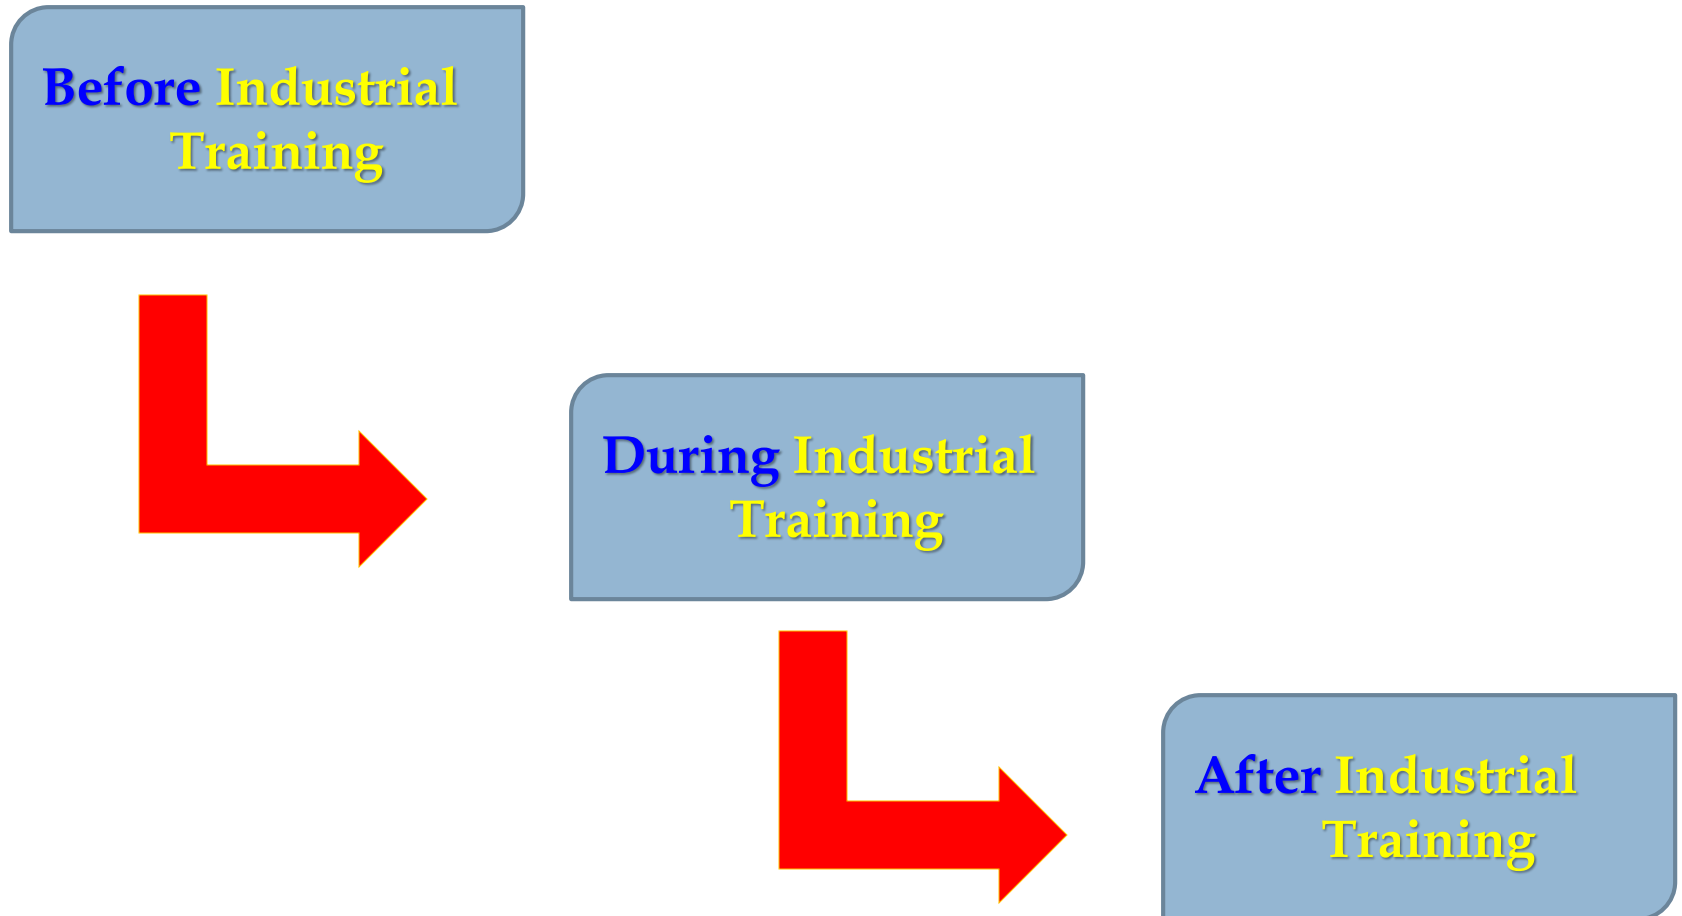 Before Industrial
Training
During Industrial
Training
After Industrial
Training